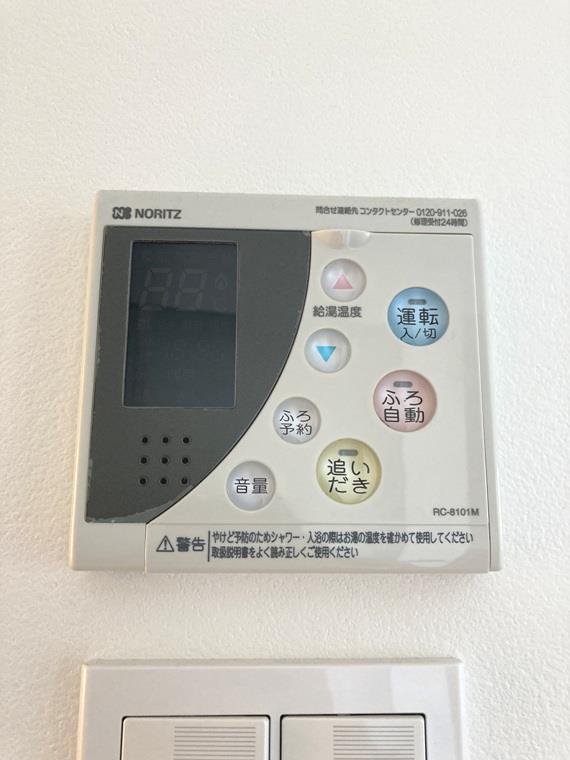 NORITZ
問合せ連絡先 コンタクトセンター 0120-911-026
(修理受付24時間)
給湯温度
運転
入/切
ふろ
自動
ふろ
予約
追い
だき
音量
RC-8101M
警告
やけど予防のためシャワー・入浴の際はお湯の温度を確かめて使用してください
取扱説明書をよく読み正しくご使用ください